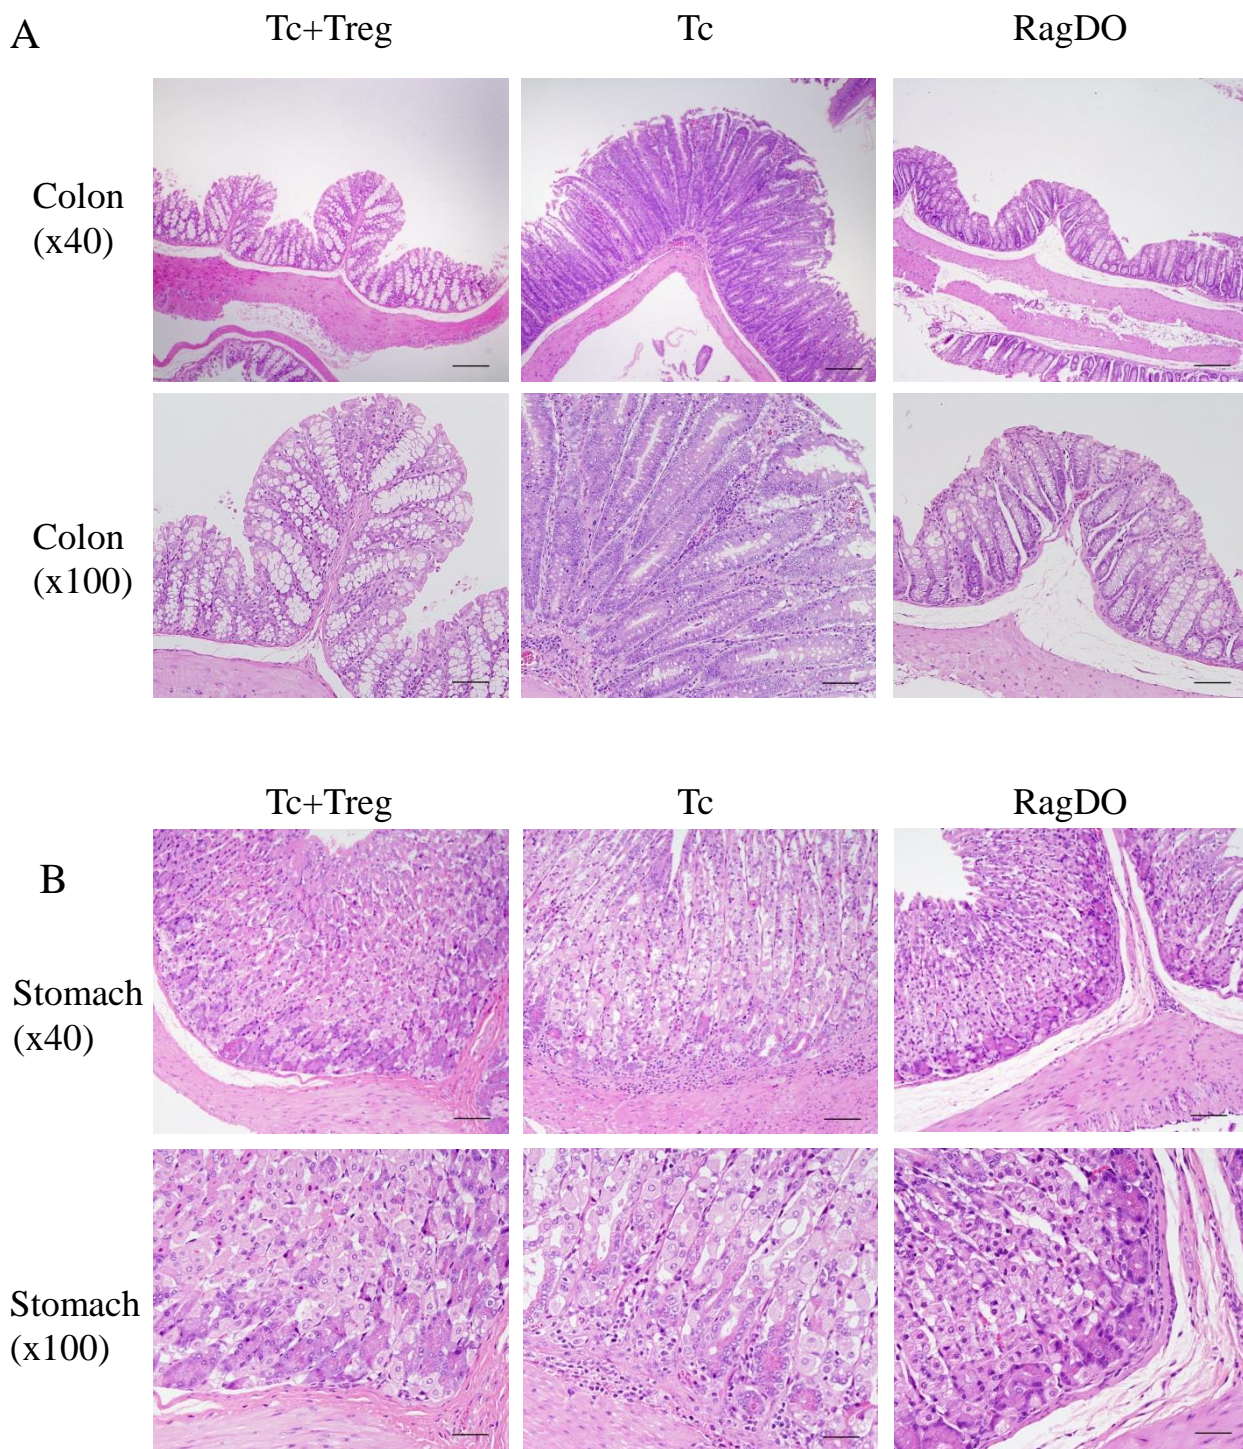 A
Tc+Treg Tc RagDO
Colon
(x40)
Colon
(x100)
Tc+Treg Tc RagDO
B
Stomach
(x40)
Stomach
(x100)